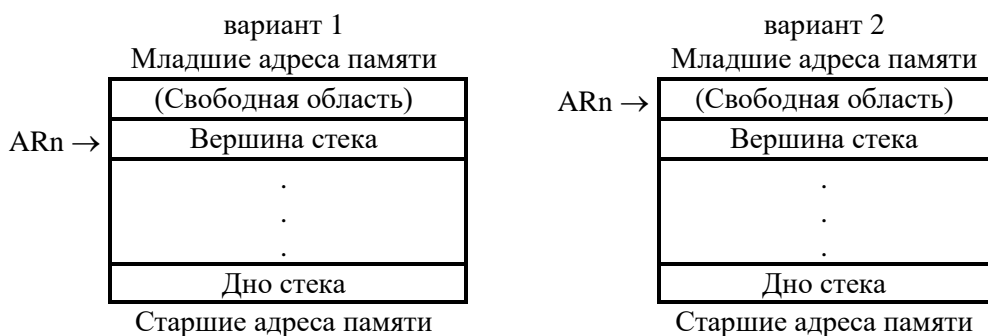 вариант 1
Младшие адреса памяти
(Свободная область)
ARn →
Вершина стека
.
.
.
Дно стека
Старшие адреса памяти
вариант 2
Младшие адреса памяти
ARn →
(Свободная область)
Вершина стека
.
.
.
Дно стека
Старшие адреса памяти